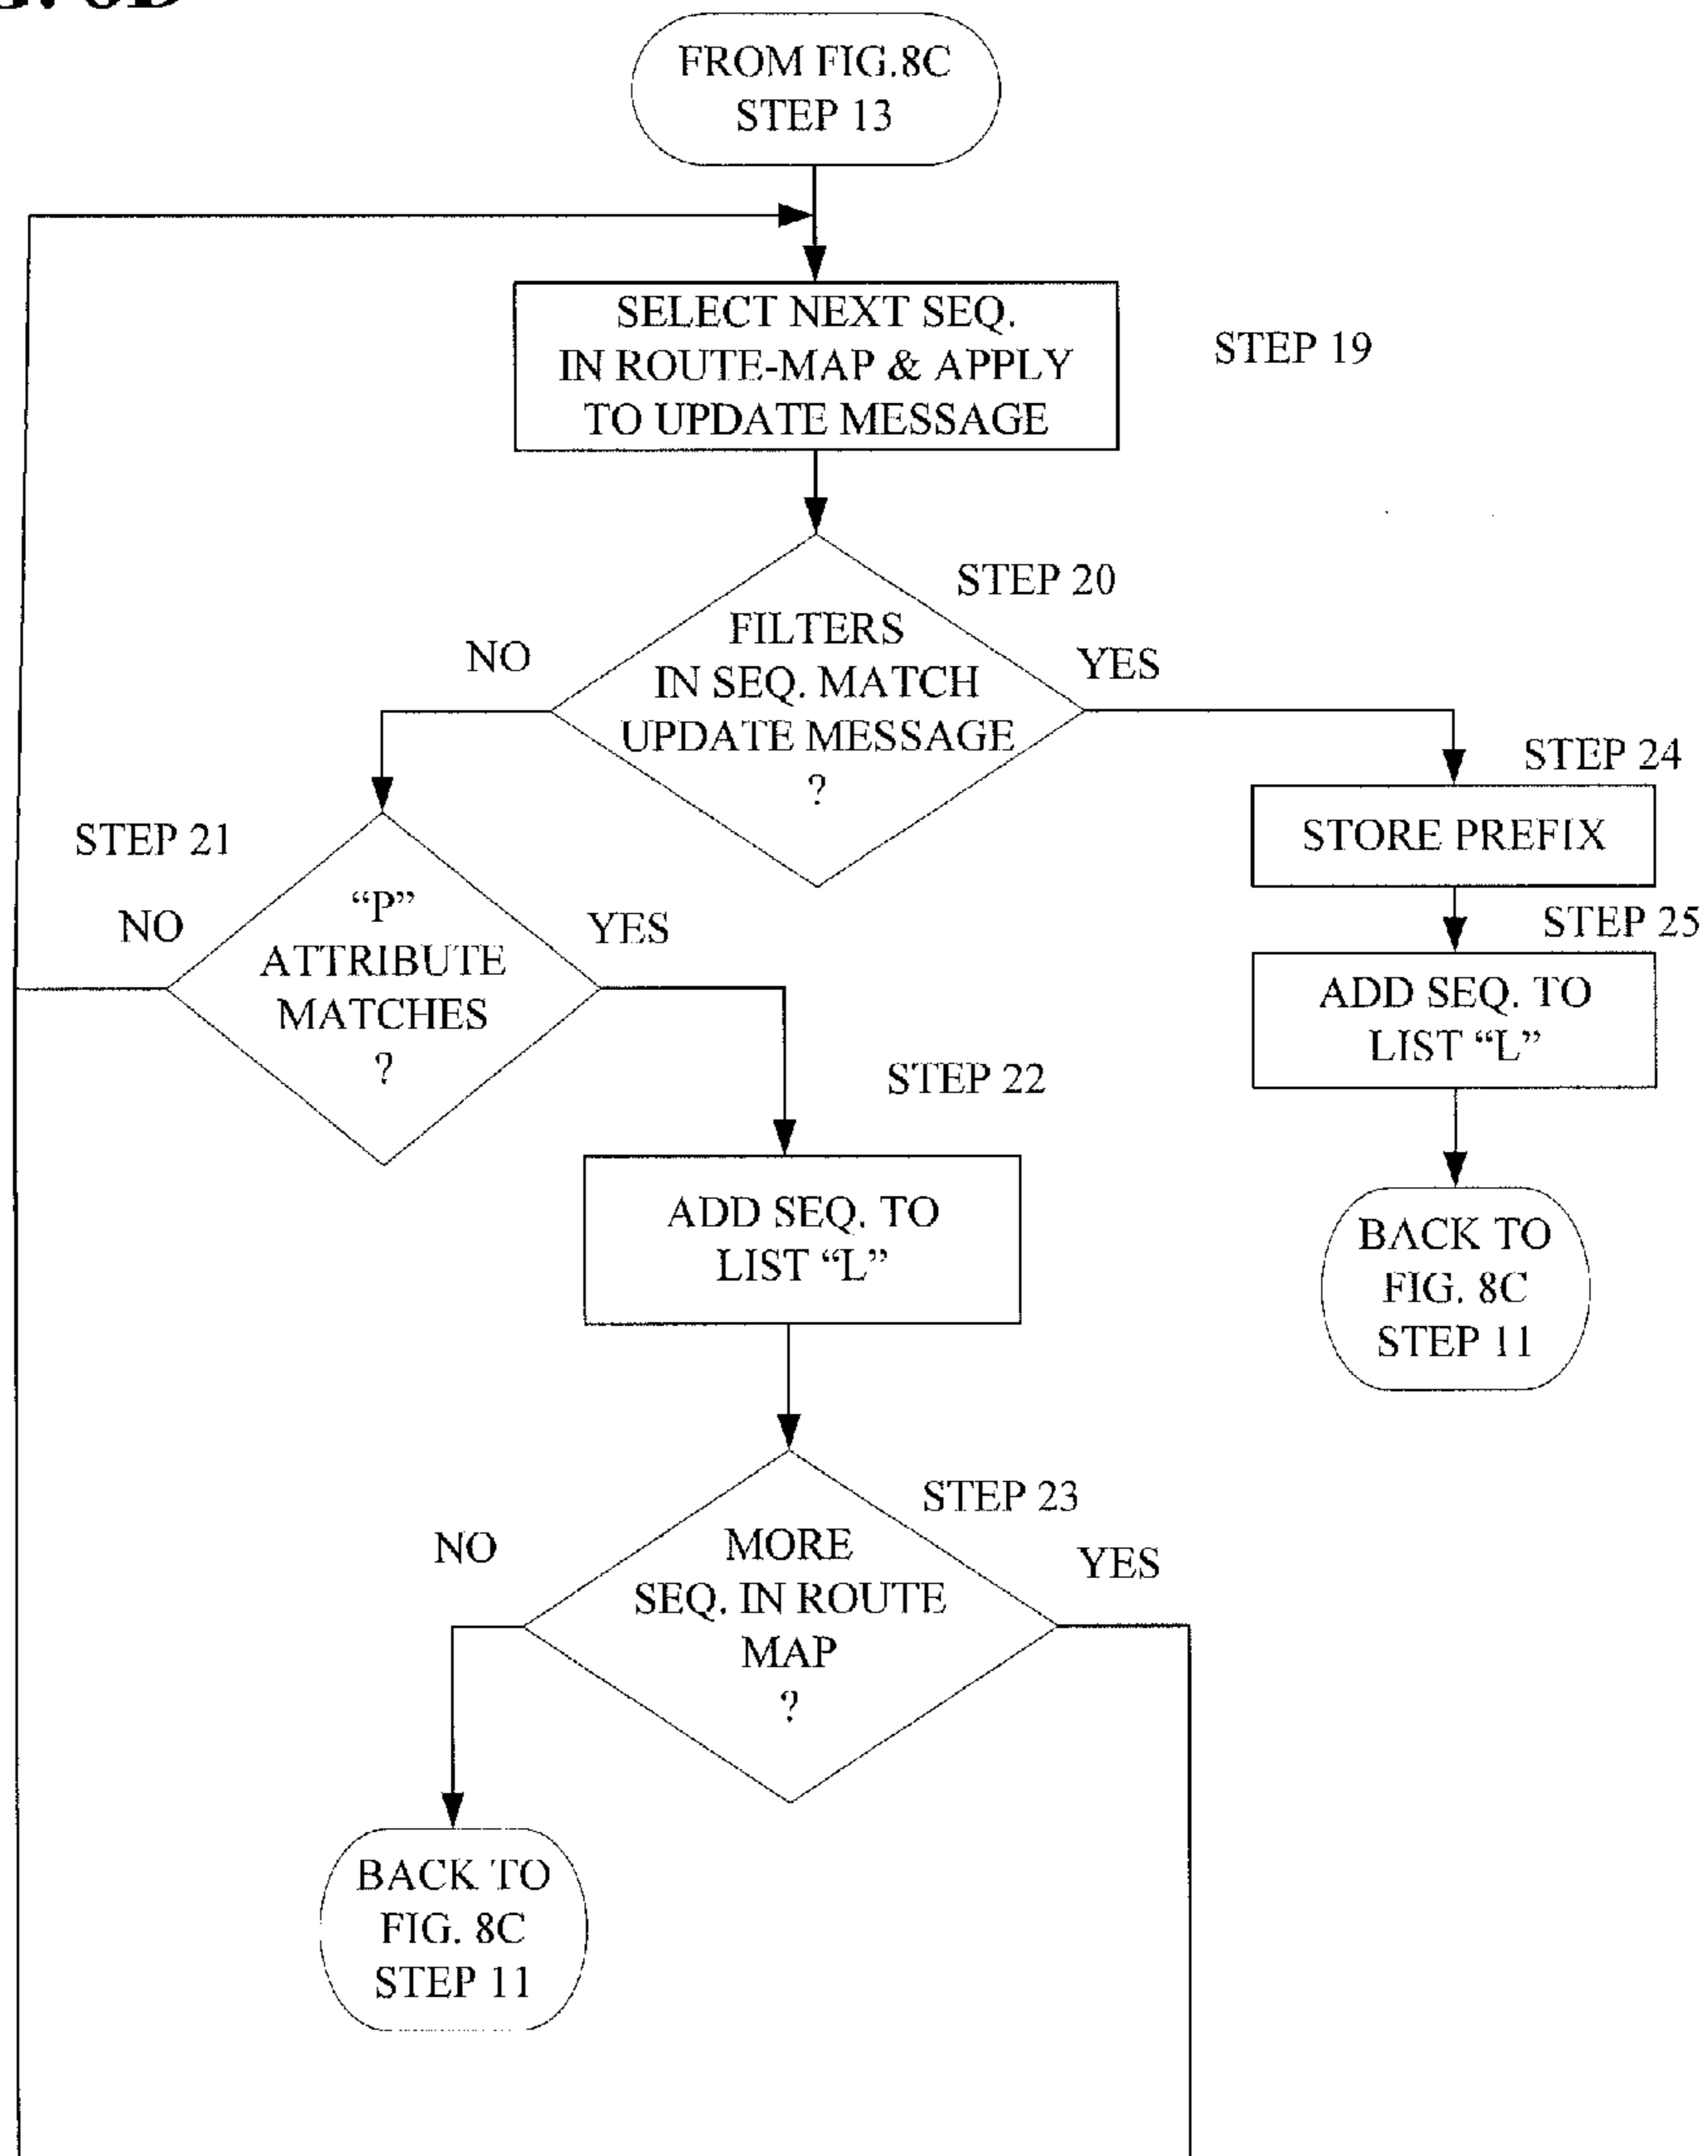 FROM FIG.8C
STEP 13
SELECT NEXT SEQ.
IN ROUTE-MAP & APPLY
TO UPDATE MESSAGE
STEP 19
STEP 20
FILTERS
IN SEQ. MATCH
UPDATE MESSAGE
?
NO
YES
STEP 24
STORE PREFIX
STEP 25
ADD SEQ. TO
LIST “L”
BACK TO
FIG. 8C
STEP 11
STEP 21
“P”
ATTRIBUTE
MATCHES
?
NO
YES
STEP 22
ADD SEQ. TO
LIST “L”
STEP 23
MORE
SEQ. IN ROUTE
MAP
?
NO
YES
BACK TO
FIG. 8C
STEP 11